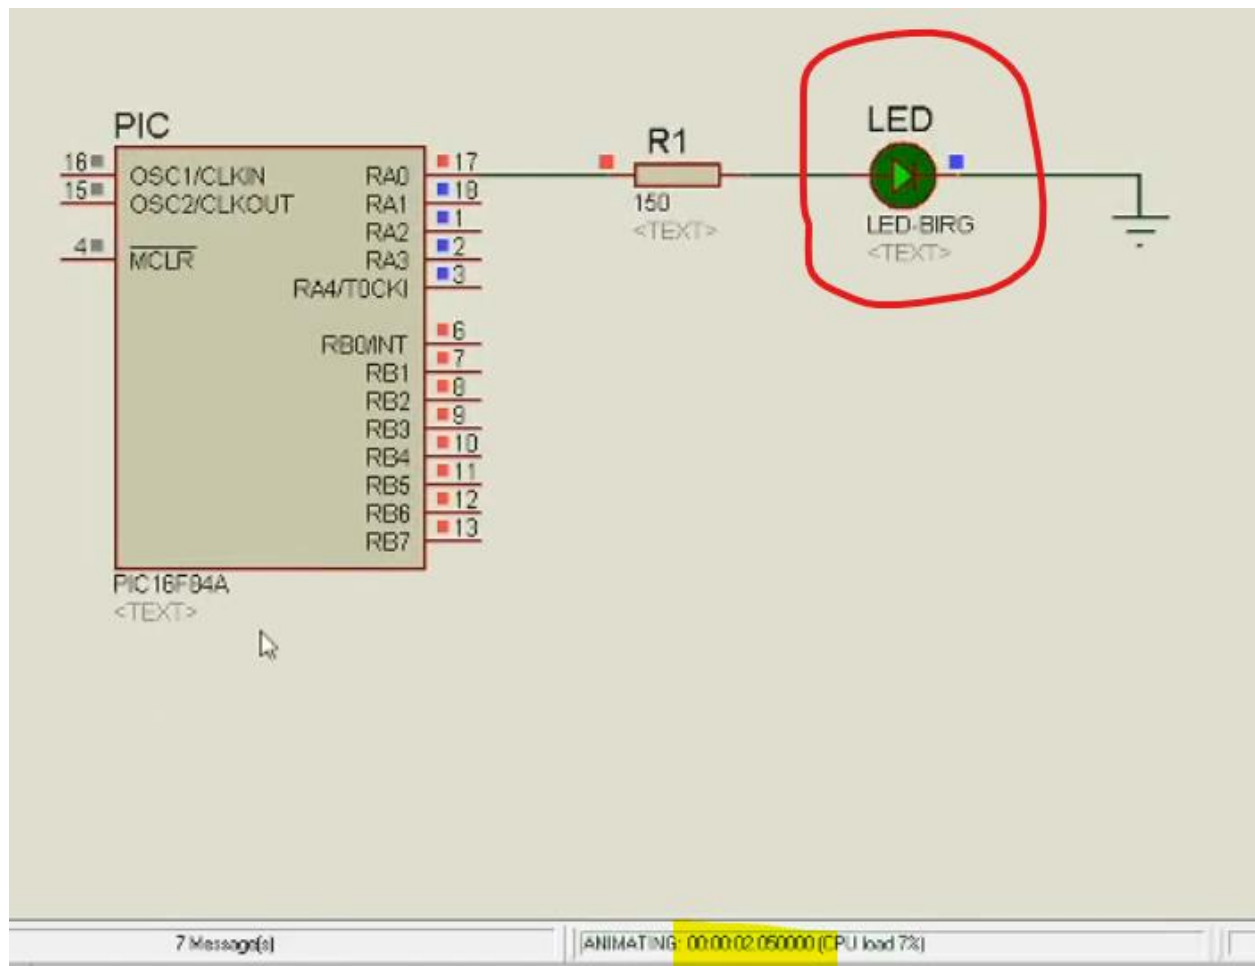 PIC
16
15
4
OSC1/CLKIN
OSC2/CLKOUT
MCLR
RA0
RA1
RA2
RA3
RA4/T0CKI
RB0/INT
RB1
RB2
RB3
RB4
RB5
RB6
RB7
17
18
1
2
3
6
7
8
9
10
11
12
13
PIC16F84A
<TEXT>
R1
150
<TEXT>
LED
LED-BIRG
<TEXT>
7 Message(s)
ANIMATING: 00:00:02.050000 (CPU load 7%)